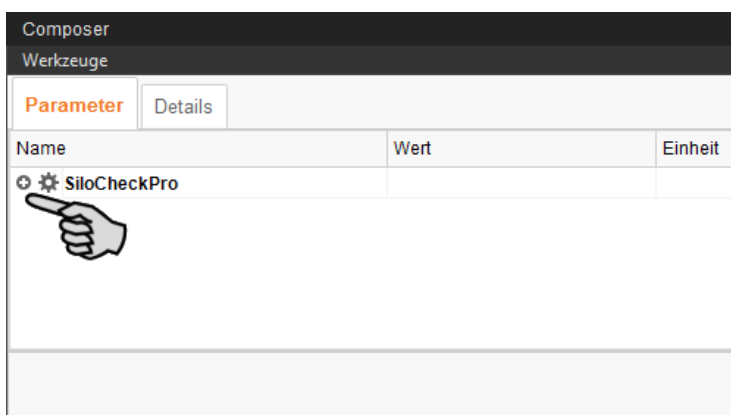 Composer
Werkzeuge
Parameter Details
Name Wert Einheit
SiloCheckPro